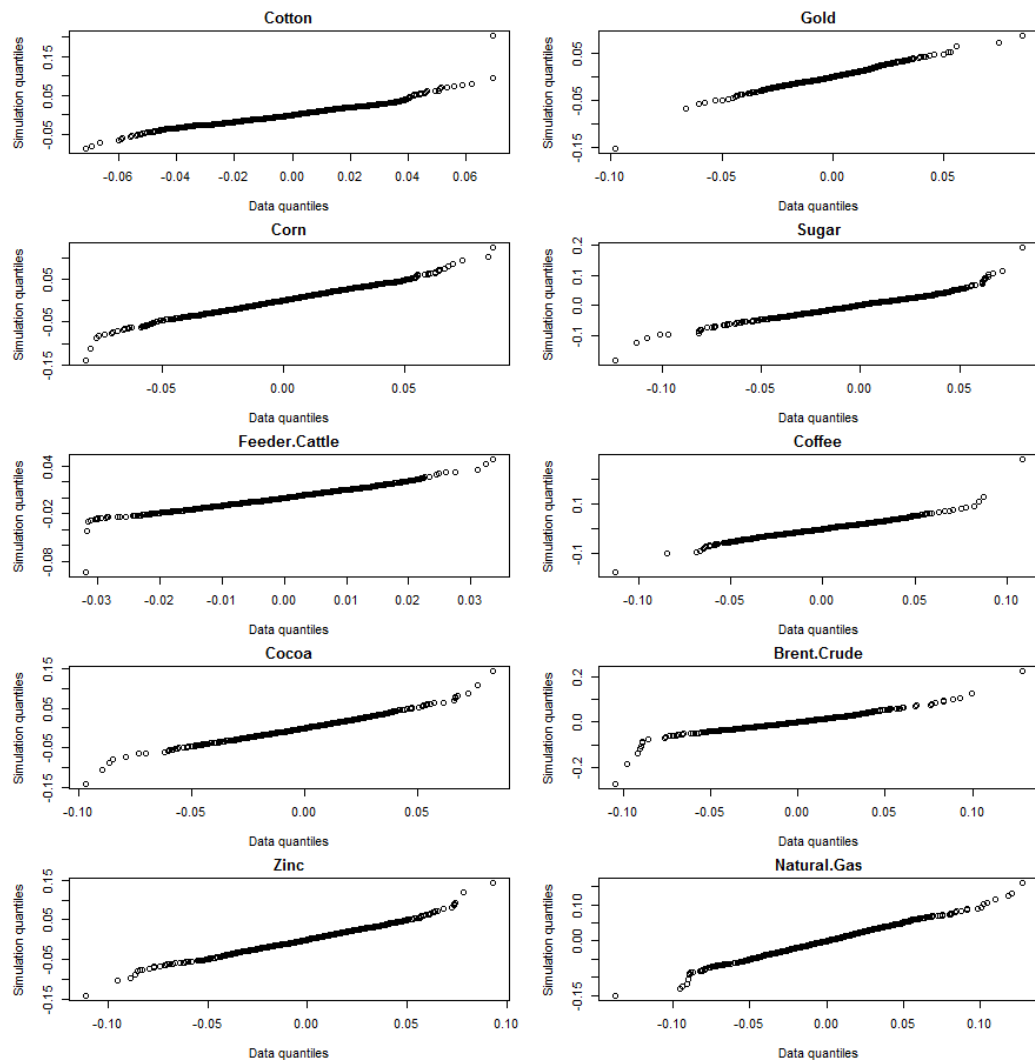 Cotton
Simulation quantiles
0.15
0.05
-0.05
-0.06 -0.04 -0.02 0.00 0.02 0.04 0.06
Data quantiles
Gold
Simulation quantiles
0.05
-0.05
-0.15
-0.10 -0.05 0.00 0.05
Data quantiles
Corn
Simulation quantiles
0.05
-0.05
-0.15
-0.05 0.00 0.05
Data quantiles
Sugar
Simulation quantiles
0.2
0.1
0.0
-0.1
-0.10 -0.05 0.00 0.05
Data quantiles
Feeder.Cattle
Simulation quantiles
0.04
-0.02
-0.08
-0.03 -0.02 -0.01 0.00 0.01 0.02 0.03
Data quantiles
Coffee
Simulation quantiles
0.1
-0.1
-0.10 -0.05 0.00 0.05 0.10
Data quantiles
Cocoa
Simulation quantiles
0.15
0.05
-0.05
-0.15
-0.10 -0.05 0.00 0.05
Data quantiles
Brent.Crude
Simulation quantiles
0.2
0.0
-0.2
-0.10 -0.05 0.00 0.05 0.10
Data quantiles
Zinc
Simulation quantiles
0.15
0.05
-0.05
-0.15
-0.10 -0.05 0.00 0.05 0.10
Data quantiles
Natural.Gas
Simulation quantiles
0.10
0.00
-0.15
-0.10 -0.05 0.00 0.05 0.10
Data quantiles